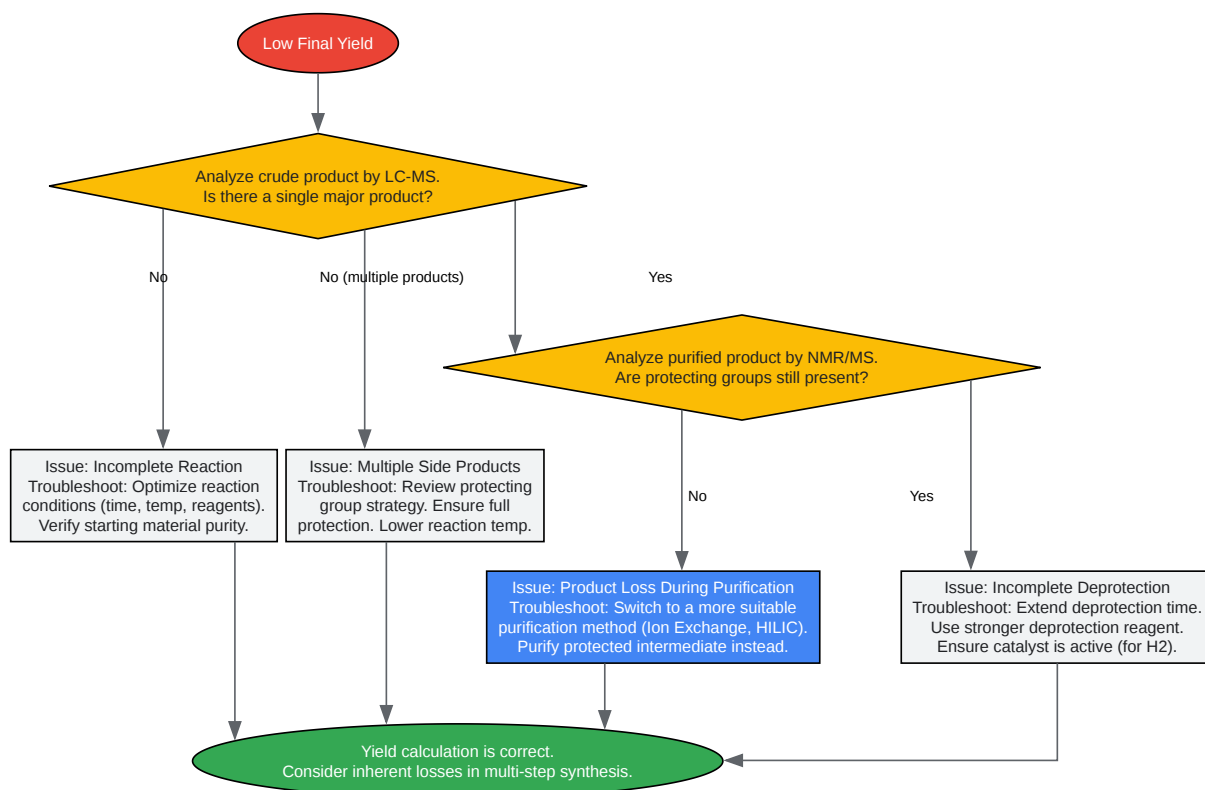 Low Final Yield
Analyze crude product by LC-MS.
Is there a single major product?
No
No (multiple products)
Yes
Analyze purified product by NMR/MS.
Are protecting groups still present?
Issue: Incomplete Reaction
Troubleshoot: Optimize reaction
conditions (time, temp, reagents).
Verify starting material purity.
Issue: Multiple Side Products
Troubleshoot: Review protecting
group strategy. Ensure full
protection. Lower reaction temp.
No
Yes
Issue: Product Loss During Purification
Troubleshoot: Switch to a more suitable
purification method (Ion Exchange, HILIC).
Purify protected intermediate instead.
Issue: Incomplete Deprotection
Troubleshoot: Extend deprotection time.
Use stronger deprotection reagent.
Ensure catalyst is active (for H2).
Yield calculation is correct.
Consider inherent losses in multi-step synthesis.